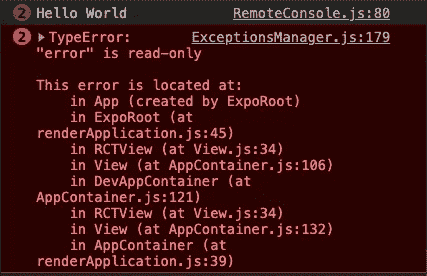 2 Hello World RemoteConsole.js:80
2 ▶ TypeError: ExceptionsManager.js:179
"error" is read-only
This error is located at:
in App (created by ExpoRoot)
in ExpoRoot (at
renderApplication.js:45)
in RCTView (at View.js:34)
in View (at AppContainer.js:106)
in DevAppContainer (at
AppContainer.js:121)
in RCTView (at View.js:34)
in View (at AppContainer.js:132)
in AppContainer (at
renderApplication.js:39)